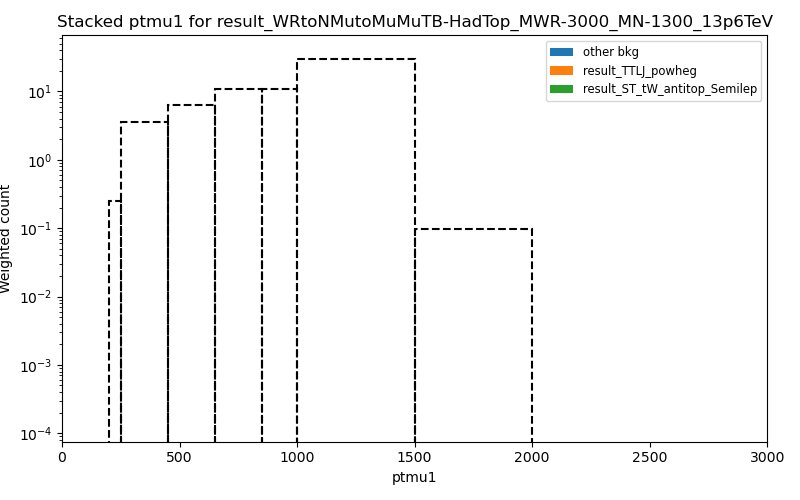 Stacked ptmu1 for result_WRtoNMutoMuMuTB-HadTop_MWR-3000_MN-1300_13p6TeV
other bkg
result_TTLJ_powheg
result_ST_tW_antitop_Semilep
Weighted count
10¹
10⁰
10⁻¹
10⁻²
10⁻³
10⁻⁴
0 500 1000 1500 2000 2500 3000
ptmu1